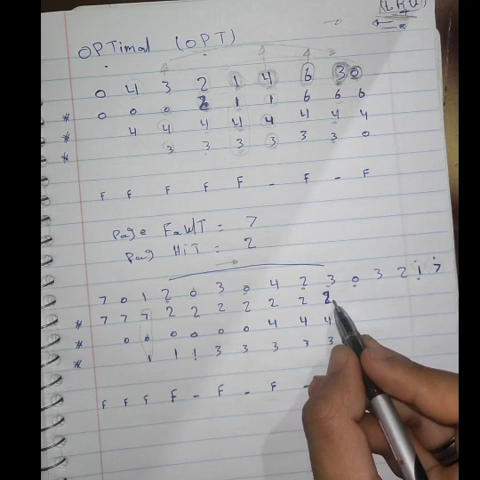 (LRU)
OPTimal (OPT)
0 4 3 2 1 4 6 3 0
* 0 0 0 2 1 1 6 6 6
* 4 4 4 4 4 4 4 4
* 3 3 3 3 3 3 0
F F F F F - F - F
Page FaulT = 7
Page HiT = 2
7 0 1 2 0 3 0 4 2 3 0 3 2 1 7
* 7 7 7 2 2 2 2 2 2 2
* 0 0 0 0 0 0 4 4 4
* 1 1 1 3 3 3 3 3
F F F F - F - F -